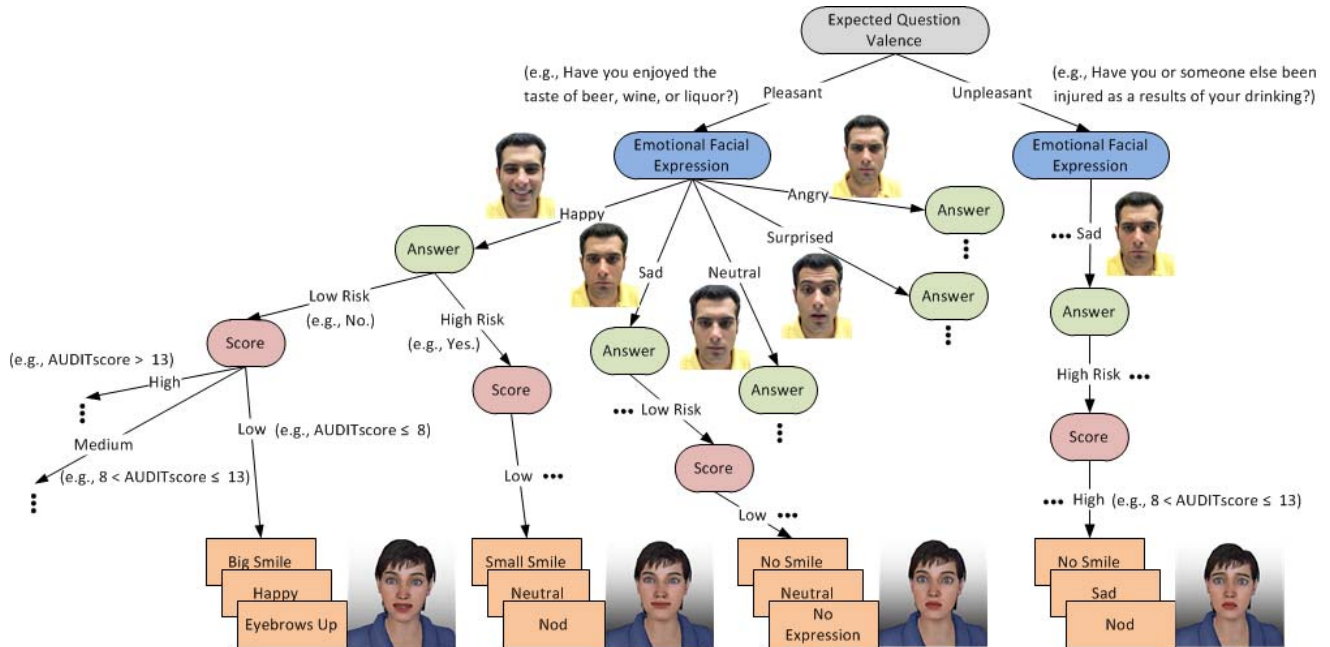 Expected Question
Valence
(e.g., Have you enjoyed the
taste of beer, wine, or liquor?)
Pleasant
Unpleasant
(e.g., Have you or someone else been
injured as a results of your drinking?)
Emotional Facial
Expression
Emotional Facial
Expression
Happy
Sad
Neutral
Surprised
Angry
Answer
Answer
••• Sad
Answer
Low Risk
(e.g., No.)
High Risk
(e.g., Yes.)
Answer
Answer
Answer
Score
(e.g., AUDITscore > 13)
High
Medium
(e.g., 8 < AUDITscore ≤ 13)
Low
(e.g., AUDITscore ≤ 8)
Score
Low •••
••• Low Risk
Score
Low •••
High Risk •••
Score
••• High (e.g., 8 < AUDITscore ≤ 13)
Big Smile
Happy
Eyebrows Up
Small Smile
Neutral
Nod
No Smile
Neutral
No
Expression
No Smile
Sad
Nod